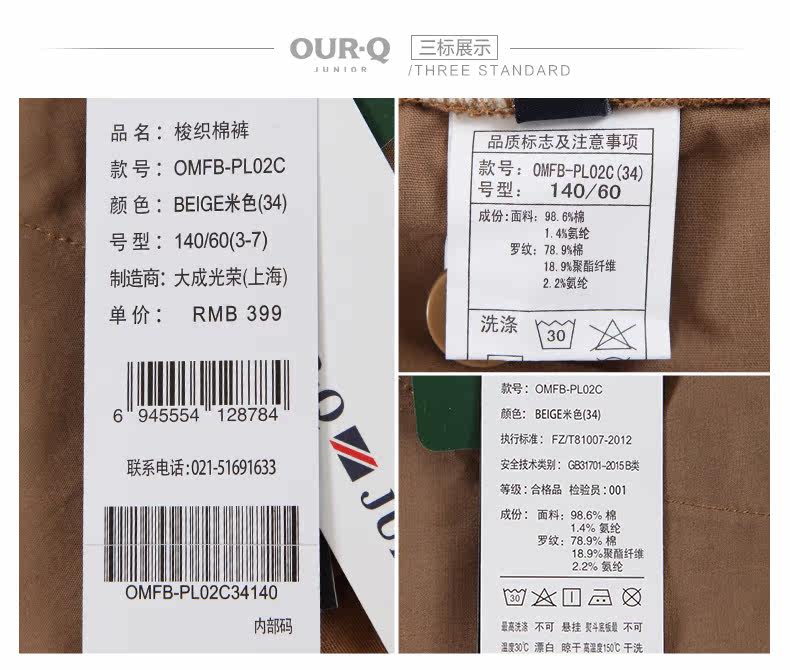 OUR·Q
JUNIOR
三标展示
/THREE STANDARD
品名：梭织棉裤
款号：OMFB-PL02C
颜色：BEIGE米色(34)
号型：140/60(3-7)
制造商：大成光荣(上海)
单价： RMB 399
6 945554 128784
联系电话:021-51691633
OMFB-PL02C34140
内部码
品质标志及注意事项
款号：OMFB-PL02C(34)
号型： 140/60
成份:面料：98.6%棉
1.4%氨纶
罗纹：78.9%棉
18.9%聚酯纤维
2.2%氨纶
洗涤
30
款号：OMFB-PL02C
颜色：BEIGE米色(34)
执行标准：FZ/T81007-2012
安全技术类别：GB31701-2015 B类
等级:合格品 检验员:001
成份： 面料：98.6% 棉
1.4% 氨纶
罗纹：78.9% 棉
18.9%聚酯纤维
2.2% 氨纶
30
最高洗涤 不可 悬挂 熨斗底板最 不可
温度30℃ 漂白 晾干 高温度150℃ 干洗